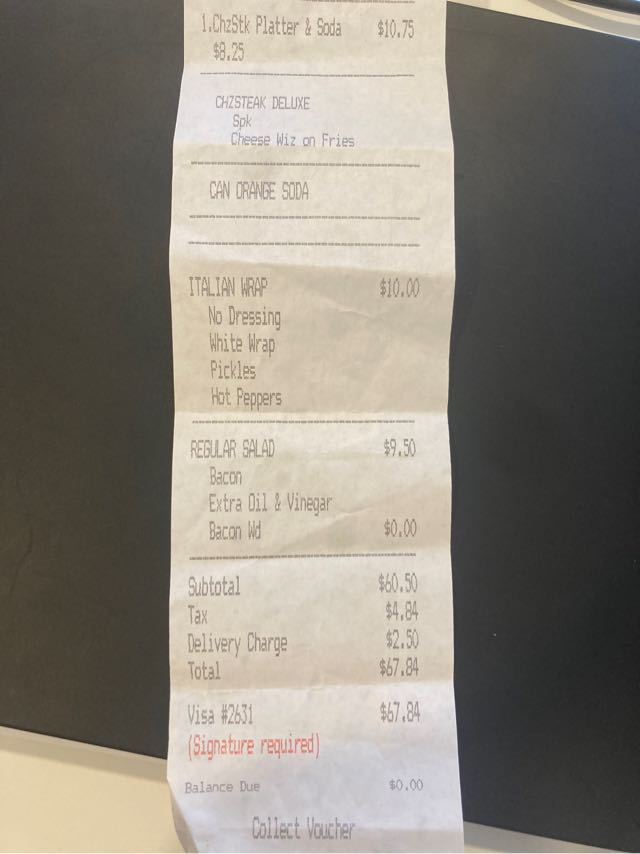 1.ChzStk Platter & Soda $10.75
$8.25
CHZSTEAK DELUXE
Spk
Cheese Wiz on Fries
CAN ORANGE SODA
ITALIAN WRAP $10.00
No Dressing
White Wrap
Pickles
Hot Peppers
REGULAR SALAD $9.50
Bacon
Extra Oil & Vinegar
Bacon Wd $0.00
Subtotal $60.50
Tax $4.84
Delivery Charge $2.50
Total $67.84
Visa #2631 $67.84
(Signature required)
Balance Due $0.00
Collect Voucher